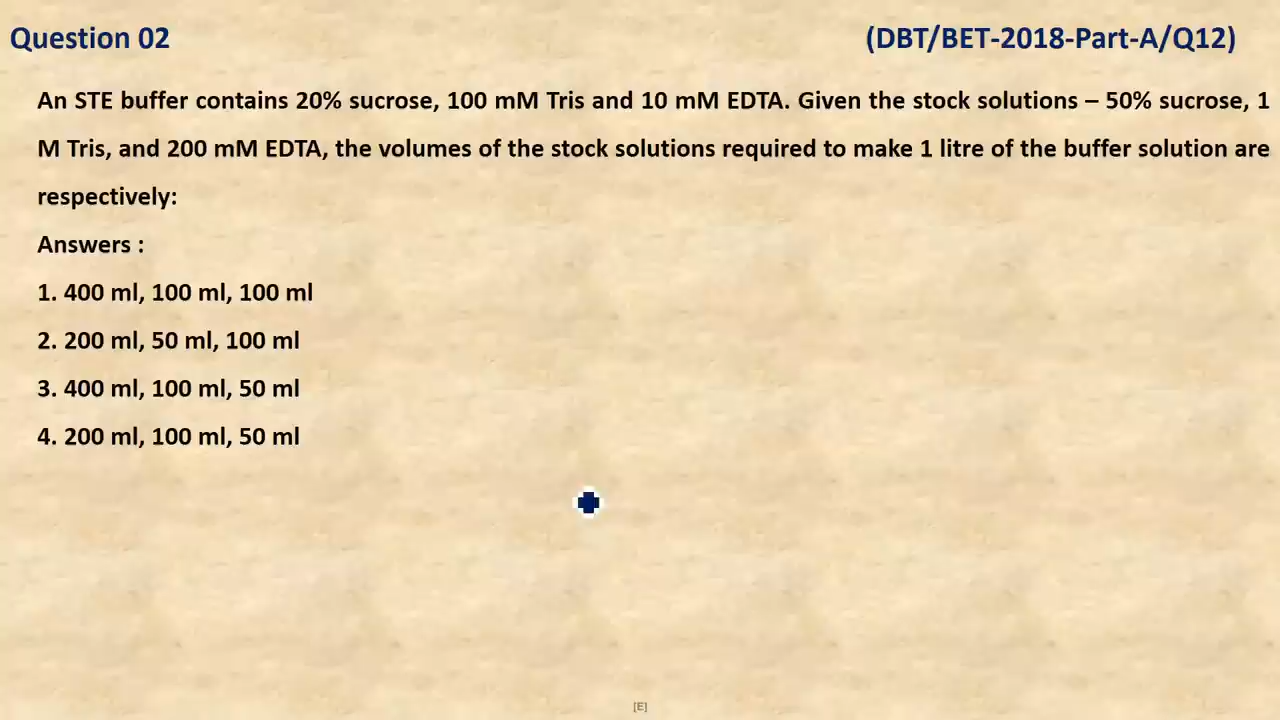 Question 02 (DBT/BET-2018-Part-A/Q12)
An STE buffer contains 20% sucrose, 100 mM Tris and 10 mM EDTA. Given the stock solutions – 50% sucrose, 1
M Tris, and 200 mM EDTA, the volumes of the stock solutions required to make 1 litre of the buffer solution are
respectively:
Answers :
1. 400 ml, 100 ml, 100 ml
2. 200 ml, 50 ml, 100 ml
3. 400 ml, 100 ml, 50 ml
4. 200 ml, 100 ml, 50 ml
[E]